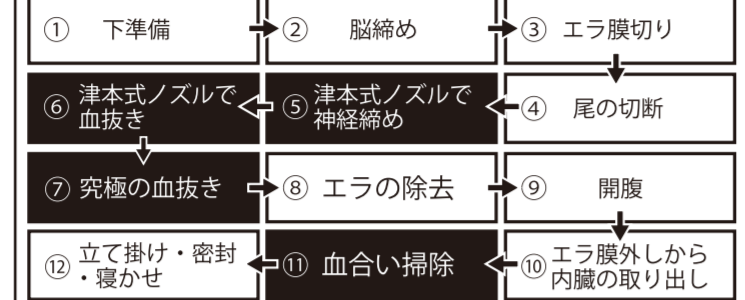 ① 下準備
② 脳締め
③ エラ膜切り
④ 尾の切断
⑤ 津本式ノズルで
神経締め
⑥ 津本式ノズルで
血抜き
⑦ 究極の血抜き
⑧ エラの除去
⑨ 開腹
⑩ エラ膜外しから
内臓の取り出し
⑪ 血合い掃除
⑫ 立て掛け・密封
・寝かせ